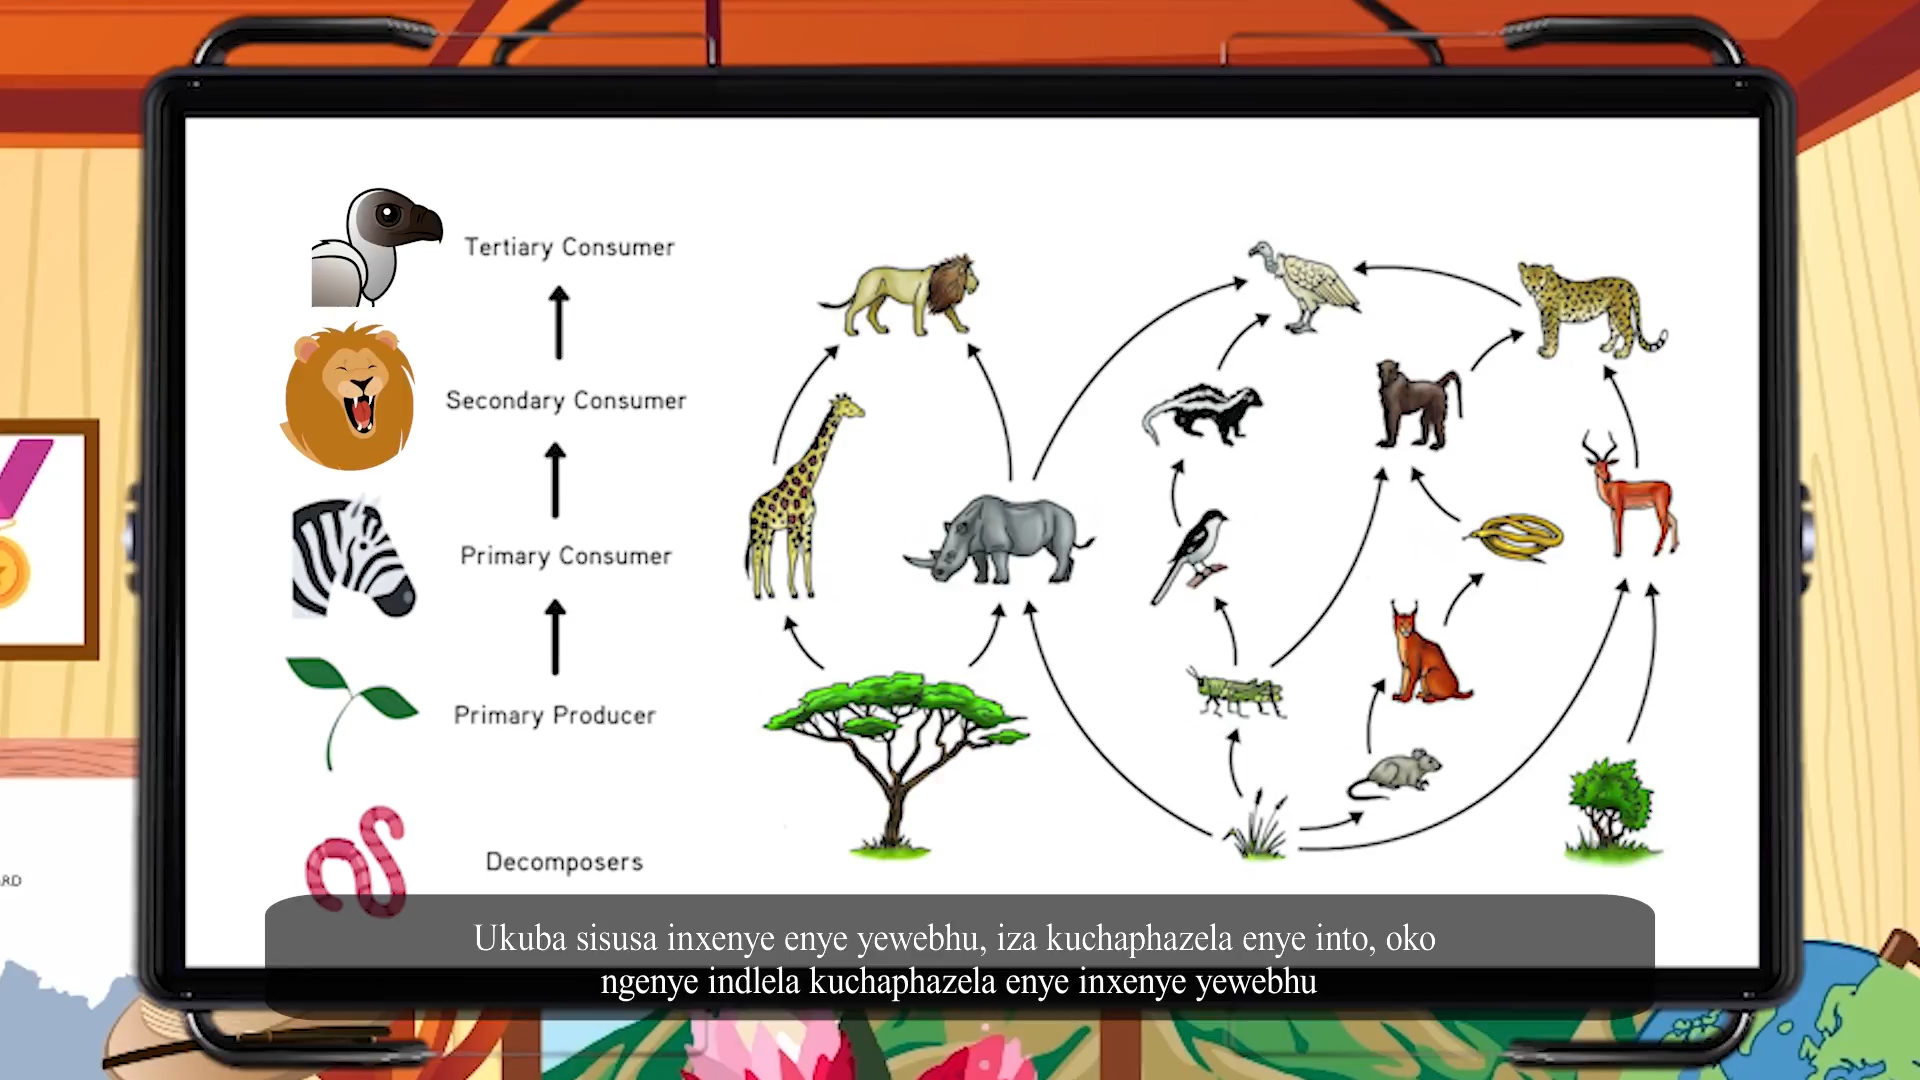 Tertiary Consumer
Secondary Consumer
Primary Consumer
Primary Producer
Decomposers
Ukuba sisusa inxenye enye yewebhu, iza kuchaphazela enye into, oko
ngenye indlela kuchaphazela enye inxenye yewebhu